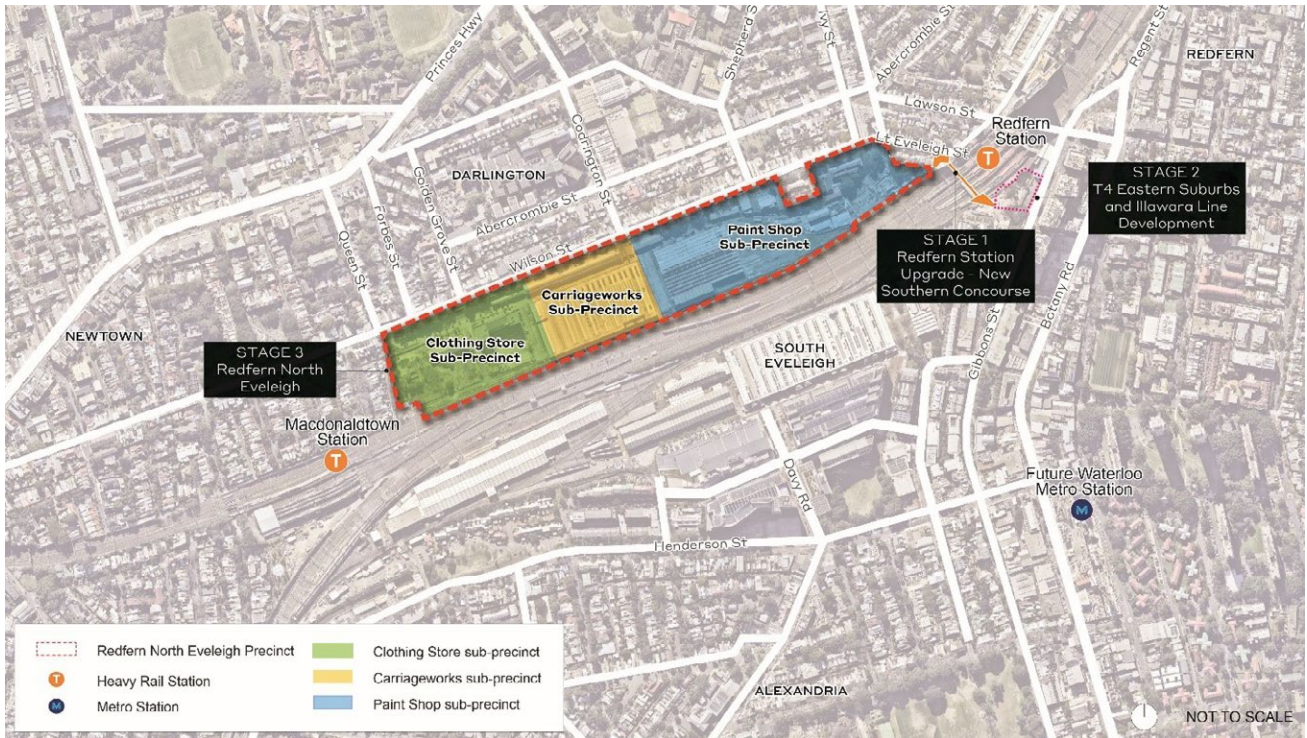 Princes Hwy
Shepherd S
Ivy St
Abercrombie St
Regent St
REDFERN
Lawson St
Redfern
Station
T
Lt Eveleigh St
Codrington St
DARLINGTON
STAGE 2
T4 Eastern Suburbs
and Illawara Line
Development
Golden Grove St
Abercrombie St
Forbes St
Queen St
Wilson St
Paint Shop
Sub-Precinct
STAGE 1
Redfern Station
Upgrade - New
Southern Concourse
Carriageworks
Sub-Precinct
Botany Rd
NEWTOWN
Clothing Store
Sub-Precinct
STAGE 3
Redfern North
Eveleigh
SOUTH
EVELEIGH
Gibbons St
Macdonaldtown
Station
T
Davy Rd
Future Waterloo
Metro Station
M
Henderson St
Redfern North Eveleigh Precinct
Clothing Store sub-precinct
T
Heavy Rail Station
Carriageworks sub-precinct
M
Metro Station
Paint Shop sub-precinct
ALEXANDRIA
NOT TO SCALE